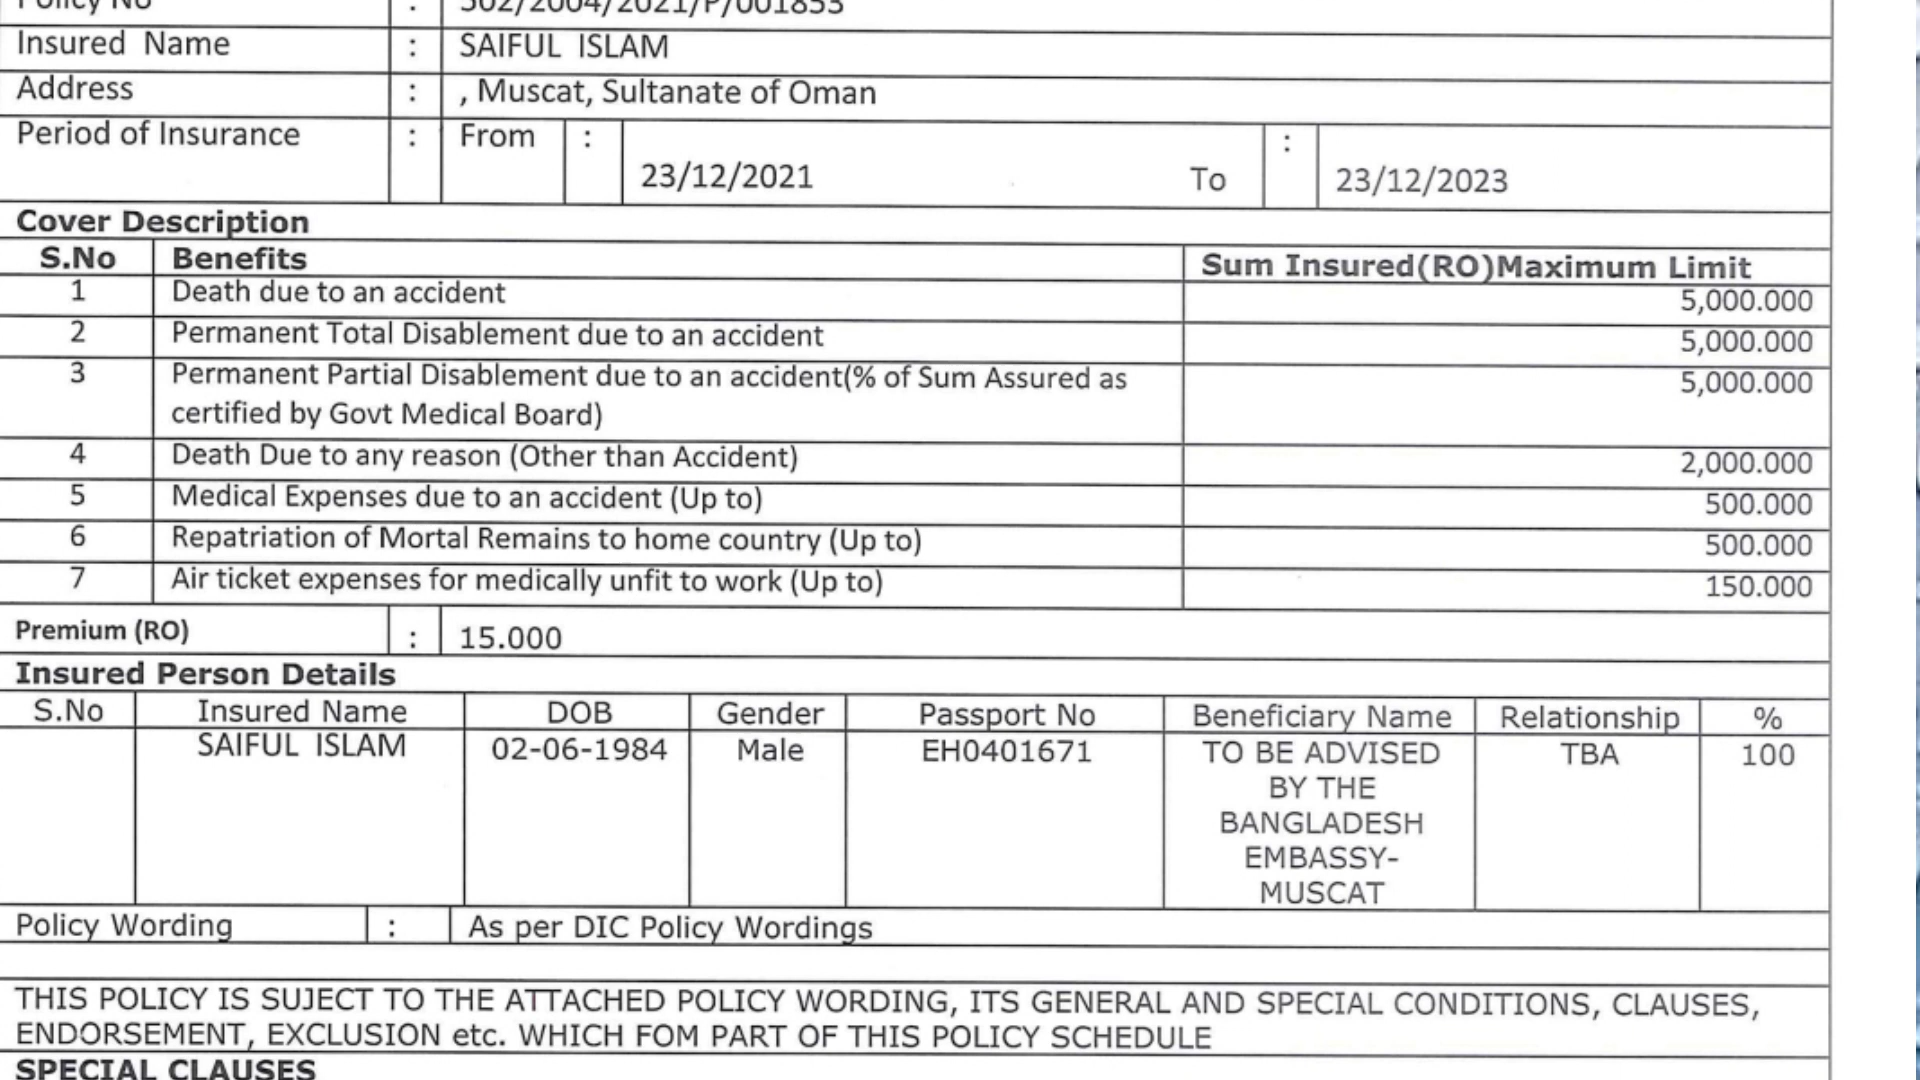 Policy No : 502/2004/2021/P/001853
Insured Name : SAIFUL ISLAM
Address : , Muscat, Sultanate of Oman
Period of Insurance : From : 23/12/2021 To : 23/12/2023
Cover Description
S.No Benefits Sum Insured(RO)Maximum Limit
1 Death due to an accident 5,000.000
2 Permanent Total Disablement due to an accident 5,000.000
3 Permanent Partial Disablement due to an accident(% of Sum Assured as 5,000.000
certified by Govt Medical Board)
4 Death Due to any reason (Other than Accident) 2,000.000
5 Medical Expenses due to an accident (Up to) 500.000
6 Repatriation of Mortal Remains to home country (Up to) 500.000
7 Air ticket expenses for medically unfit to work (Up to) 150.000
Premium (RO) : 15.000
Insured Person Details
S.No Insured Name DOB Gender Passport No Beneficiary Name Relationship %
SAIFUL ISLAM 02-06-1984 Male EH0401671 TO BE ADVISED TBA 100
BY THE
BANGLADESH
EMBASSY-
MUSCAT
Policy Wording : As per DIC Policy Wordings
THIS POLICY IS SUJECT TO THE ATTACHED POLICY WORDING, ITS GENERAL AND SPECIAL CONDITIONS, CLAUSES,
ENDORSEMENT, EXCLUSION etc. WHICH FOM PART OF THIS POLICY SCHEDULE
SPECIAL CLAUSES